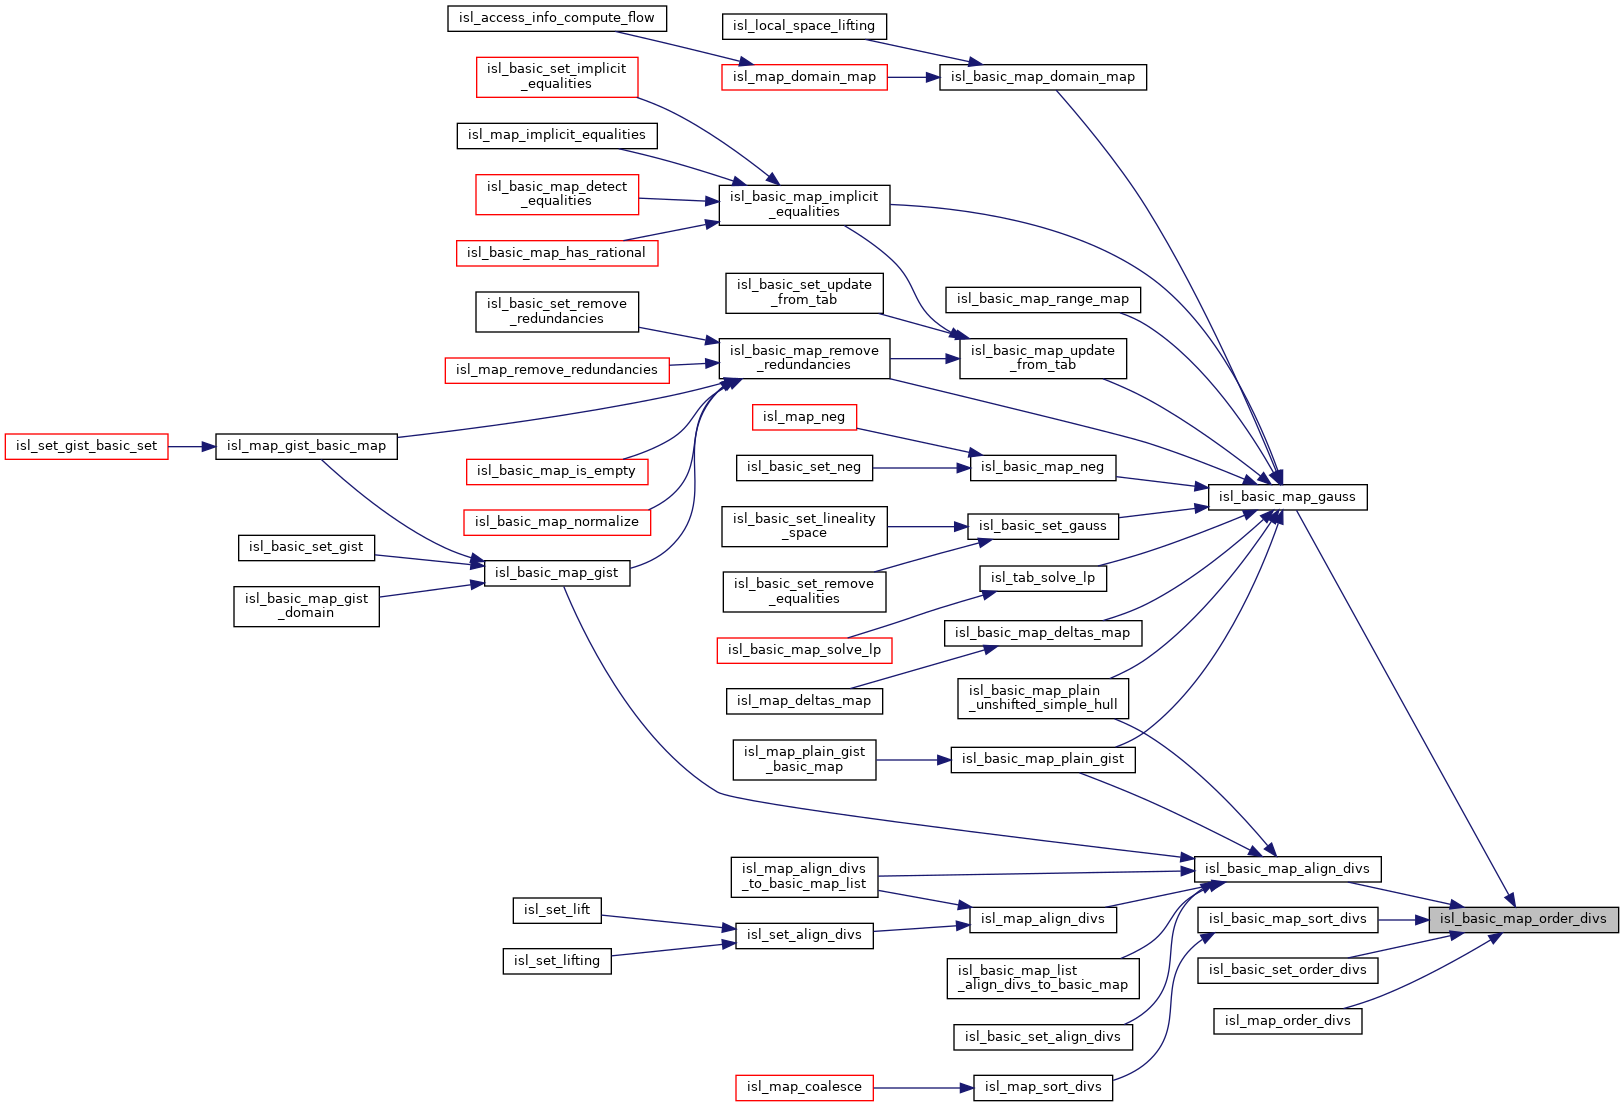 isl_access_info_compute_flow
isl_local_space_lifting
isl_basic_set_implicit
_equalities
isl_map_domain_map
isl_basic_map_domain_map
isl_map_implicit_equalities
isl_basic_map_detect
_equalities
isl_basic_map_implicit
_equalities
isl_basic_map_has_rational
isl_basic_set_update
_from_tab
isl_basic_map_range_map
isl_basic_set_remove
_redundancies
isl_basic_map_remove
_redundancies
isl_basic_map_update
_from_tab
isl_map_remove_redundancies
isl_map_neg
isl_set_gist_basic_set
isl_map_gist_basic_map
isl_basic_map_is_empty
isl_basic_set_neg
isl_basic_map_neg
isl_basic_map_gauss
isl_basic_map_normalize
isl_basic_set_lineality
_space
isl_basic_set_gauss
isl_basic_set_gist
isl_basic_map_gist
isl_basic_set_remove
_equalities
isl_tab_solve_lp
isl_basic_map_gist
_domain
isl_basic_map_solve_lp
isl_basic_map_deltas_map
isl_map_deltas_map
isl_basic_map_plain
_unshifted_simple_hull
isl_map_plain_gist
_basic_map
isl_basic_map_plain_gist
isl_map_align_divs
_to_basic_map_list
isl_basic_map_align_divs
isl_set_lift
isl_set_align_divs
isl_map_align_divs
isl_basic_map_sort_divs
isl_basic_map_order_divs
isl_set_lifting
isl_basic_map_list
_align_divs_to_basic_map
isl_basic_set_order_divs
isl_basic_set_align_divs
isl_map_order_divs
isl_map_coalesce
isl_map_sort_divs